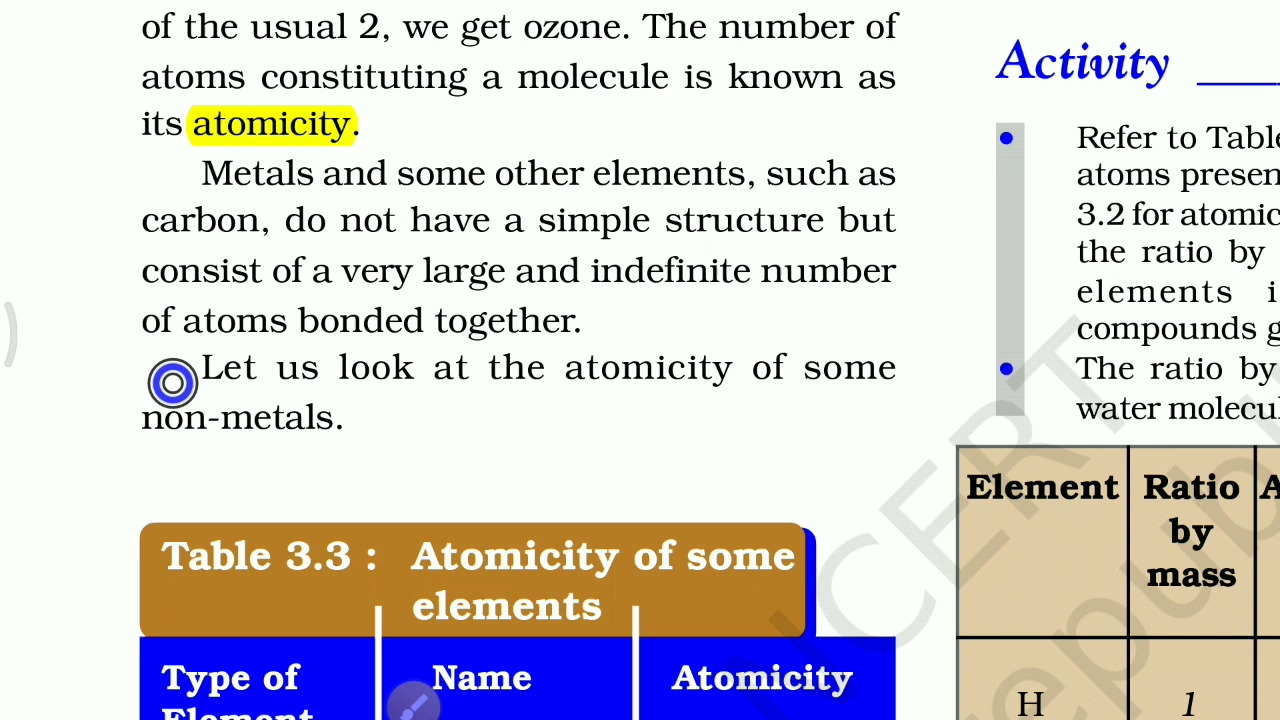 of the usual 2, we get ozone. The number of
atoms constituting a molecule is known as
its atomicity.
Metals and some other elements, such as
carbon, do not have a simple structure but
consist of a very large and indefinite number
of atoms bonded together.
Let us look at the atomicity of some
non-metals.
Table 3.3 : Atomicity of some
elements
Type of
Element
Name
Atomicity
Activity
• Refer to Table
atoms presen
3.2 for atomic
the ratio by
elements i
compounds g
• The ratio by
water molecul
Element
Ratio
by
mass
A
H
1
NCERT
republ